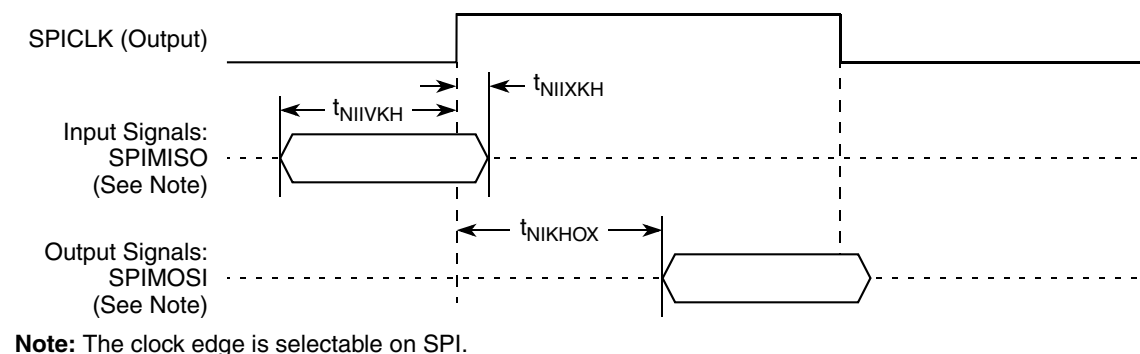 SPICLK (Output)
tNIIXKH
tNIIVKH
Input Signals:
SPIMISO
(See Note)
tNIKHOX
Output Signals:
SPIMOSI
(See Note)
Note: The clock edge is selectable on SPI.